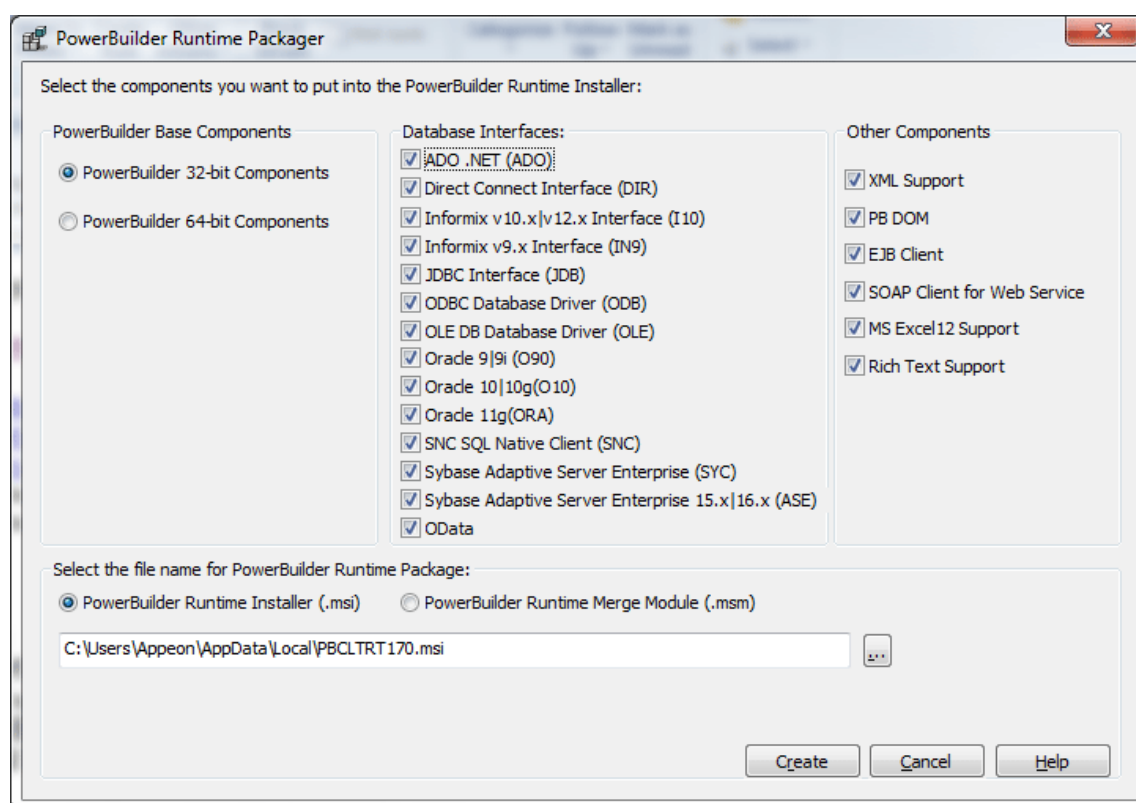 PowerBuilder Runtime Packager
Select the components you want to put into the PowerBuilder Runtime Installer:
PowerBuilder Base Components
PowerBuilder 32-bit Components
PowerBuilder 64-bit Components
Database Interfaces:
ADO .NET (ADO)
Direct Connect Interface (DIR)
Informix v10.x|v12.x Interface (I10)
Informix v9.x Interface (IN9)
JDBC Interface (JDB)
ODBC Database Driver (ODB)
OLE DB Database Driver (OLE)
Oracle 9|9i (O90)
Oracle 10|10g(O10)
Oracle 11g(ORA)
SNC SQL Native Client (SNC)
Sybase Adaptive Server Enterprise (SYC)
Sybase Adaptive Server Enterprise 15.x|16.x (ASE)
OData
Other Components
XML Support
PB DOM
EJB Client
SOAP Client for Web Service
MS Excel12 Support
Rich Text Support
Select the file name for PowerBuilder Runtime Package:
PowerBuilder Runtime Installer (.msi)
PowerBuilder Runtime Merge Module (.msm)
C:\Users\Appeon\AppData\Local\PBCLTRT170.msi
...
Create
Cancel
Help